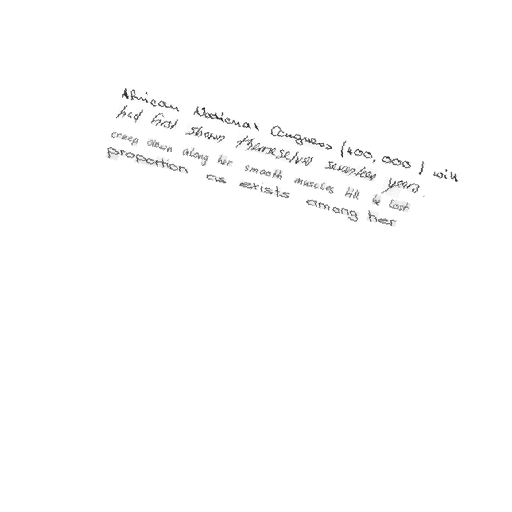 African National Congress (400,000) will
had first shown themselves seventeen years
creep down along her smooth muscles till it lost
proportion as exists among her